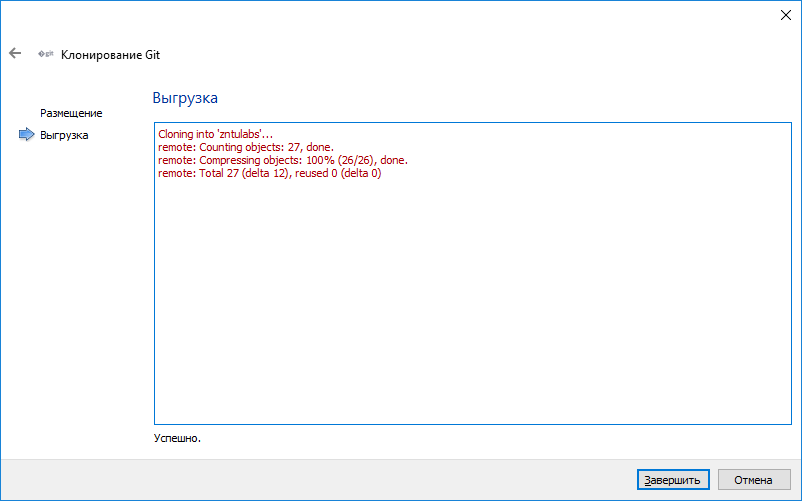 git Клонирование Git
Размещение
Выгрузка
Выгрузка
Cloning into 'zntulabs'...
remote: Counting objects: 27, done.
remote: Compressing objects: 100% (26/26), done.
remote: Total 27 (delta 12), reused 0 (delta 0)
Успешно.
Завершить
Отмена